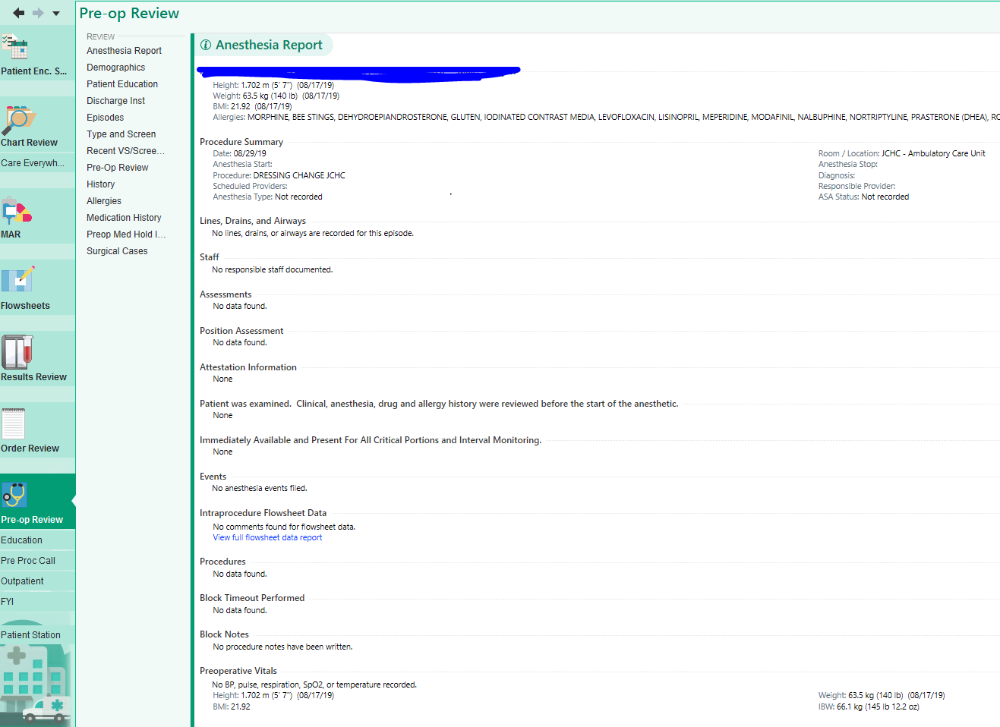 Pre-op Review
Patient Enc. S...
Chart Review
Care Everywh...
MAR
Flowsheets
Results Review
Order Review
Pre-op Review
Education
Pre Proc Call
Outpatient
FYI
Patient Station
REVIEW
Anesthesia Report
Demographics
Patient Education
Discharge Inst
Episodes
Type and Screen
Recent VS/Scree...
Pre-Op Review
History
Allergies
Medication History
Preop Med Hold I...
Surgical Cases
Anesthesia Report
Height: 1.702 m (5' 7") (08/17/19)
Weight: 63.5 kg (140 lb) (08/17/19)
BMI: 21.92 (08/17/19)
Allergies: MORPHINE, BEE STINGS, DEHYDROEPIANDROSTERONE, GLUTEN, IODINATED CONTRAST MEDIA, LEVOFLOXACIN, LISINOPRIL, MEPERIDINE, MODAFINIL, NALBUPHINE, NORTRIPTYLINE, PRASTERONE (DHEA),
Procedure Summary
Date: 08/29/19
Anesthesia Start:
Procedure: DRESSING CHANGE JCHC
Scheduled Providers:
Anesthesia Type: Not recorded
Room / Location: JCHC - Ambulatory Care Unit
Anesthesia Stop:
Diagnosis:
Responsible Provider:
ASA Status: Not recorded
Lines, Drains, and Airways
No lines, drains, or airways are recorded for this episode.
Staff
No responsible staff documented.
Assessments
No data found.
Position Assessment
No data found.
Attestation Information
None
Patient was examined. Clinical, anesthesia, drug and allergy history were reviewed before the start of the anesthetic.
None
Immediately Available and Present For All Critical Portions and Interval Monitoring.
None
Events
No anesthesia events filed.
Intraprocedure Flowsheet Data
No comments found for flowsheet data.
View full flowsheet data report
Procedures
No data found.
Block Timeout Performed
No data found.
Block Notes
No procedure notes have been written.
Preoperative Vitals
No BP, pulse, respiration, SpO2, or temperature recorded.
Height: 1.702 m (5' 7") (08/17/19)
BMI: 21.92
Weight: 63.5 kg (140 lb) (08/17/19)
IBW: 66.1 kg (145 lb 12.2 oz)